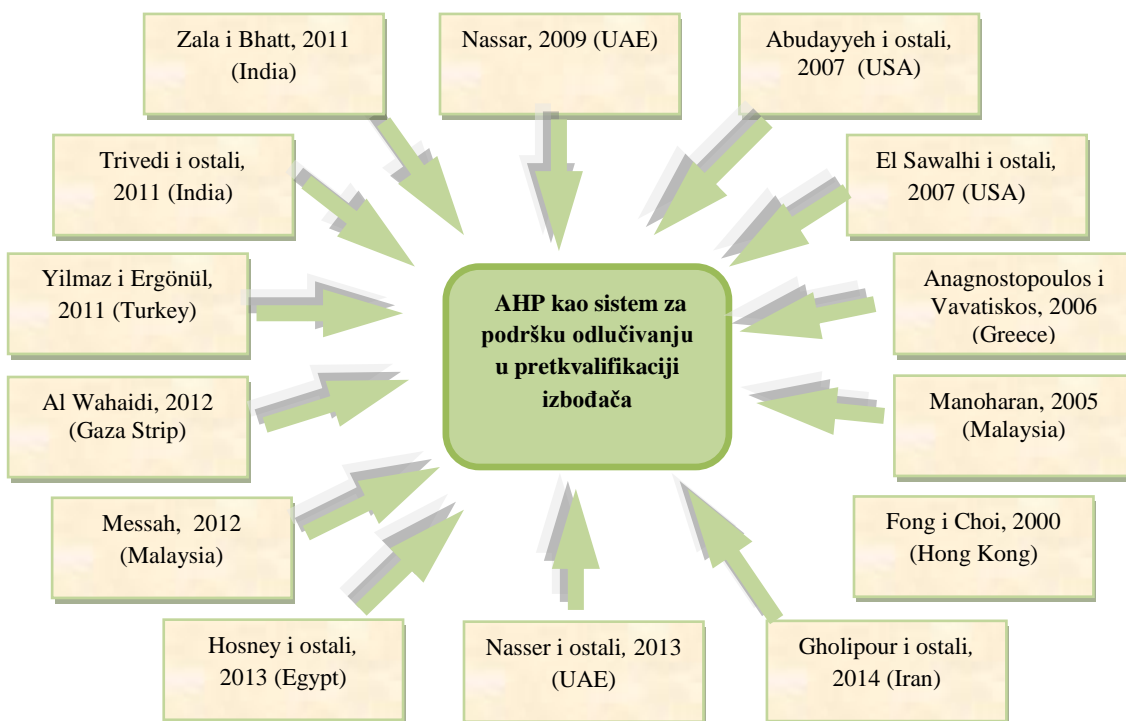 Zala i Bhatt, 2011
(India)
Nassar, 2009 (UAE)
Abudayyeh i ostali,
2007 (USA)
Trivedi i ostali,
2011 (India)
El Sawalhi i ostali,
2007 (USA)
Yilmaz i Ergönül,
2011 (Turkey)
AHP kao sistem za
podršku odlučivanju
u pretkvalifikaciji
izbođača
Anagnostopoulos i
Vavatiskos, 2006
(Greece)
Al Wahaidi, 2012
(Gaza Strip)
Manoharan, 2005
(Malaysia)
Messah, 2012
(Malaysia)
Fong i Choi, 2000
(Hong Kong)
Hosney i ostali,
2013 (Egypt)
Nasser i ostali, 2013
(UAE)
Gholipour i ostali,
2014 (Iran)